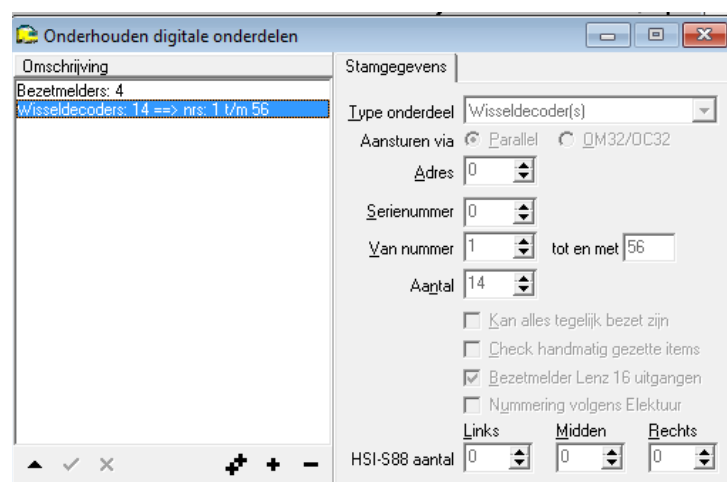 Onderhouden digitale onderdelen
Omschrijving
Bezetmelders: 4
Wisseldecoders: 14 ==> nrs: 1 t/m 56
Stamgegevens
Type onderdeel Wisseldecoder(s)
Aansturen via Parallel OM32/OC32
Adres 0
Serienummer 0
Van nummer 1 tot en met 56
Aantal 14
Kan alles tegelijk bezet zijn
Check handmatig gezette items
Bezetmelder Lenz 16 uitgangen
Nummering volgens Elektuur
Links Midden Rechts
HSI-S88 aantal 0 0 0